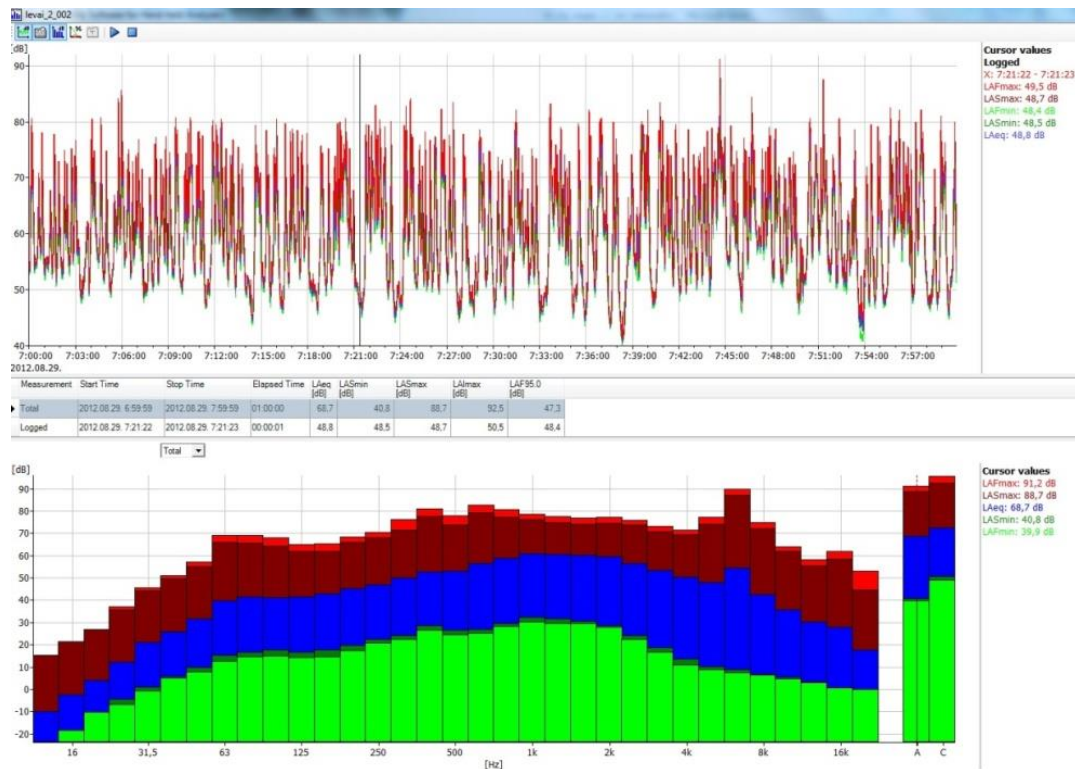 levai_2_002
[dB]
90
80
70
60
50
40
7:00:00 7:03:00 7:06:00 7:09:00 7:12:00 7:15:00 7:18:00 7:21:00 7:24:00 7:27:00 7:30:00 7:33:00 7:36:00 7:39:00 7:42:00 7:45:00 7:48:00 7:51:00 7:54:00 7:57:00
2012.08.29.
Cursor values
Logged
X: 7:21:22 - 7:21:23
LAFmax: 49,5 dB
LASmax: 48,7 dB
LAFmin: 48,4 dB
LASmin: 48,5 dB
LAeq: 48,8 dB
Measurement Start Time Stop Time Elapsed Time LAeq [dB] LASmin [dB] LASmax [dB] LAImax [dB] LAF95.0 [dB]
Total 2012.08.29. 6:59:59 2012.08.29. 7:59:59 01:00:00 68,7 40,8 88,7 92,5 47,3
Logged 2012.08.29. 7:21:22 2012.08.29. 7:21:23 00:00:01 48,8 48,5 48,7 50,5 48,4
Total
[dB]
90
80
70
60
50
40
30
20
10
0
-10
-20
16 31,5 63 125 250 500 1k 2k 4k 8k 16k A C
[Hz]
Cursor values
LAFmax: 91,2 dB
LASmax: 88,7 dB
LAeq: 68,7 dB
LASmin: 40,8 dB
LAFmin: 39,9 dB